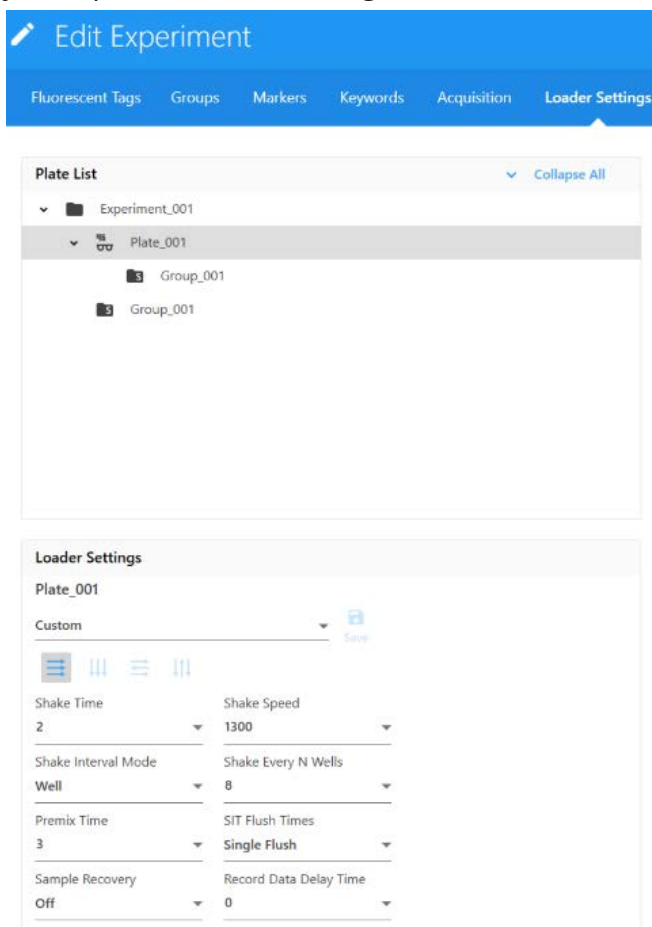 Edit Experiment
Fluorescent Tags Groups Markers Keywords Acquisition Loader Settings
Plate List Collapse All
Experiment_001
96 Plate_001
S Group_001
S Group_001
Loader Settings
Plate_001
Custom
Save
Shake Time Shake Speed
2 1300
Shake Interval Mode Shake Every N Wells
Well 8
Premix Time SIT Flush Times
3 Single Flush
Sample Recovery Record Data Delay Time
Off 0